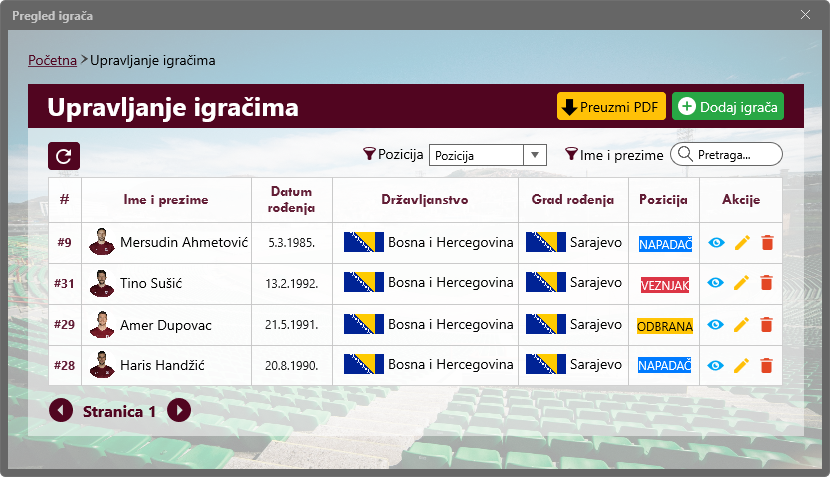 Pregled igrača
Početna > Upravljanje igračima
Upravljanje igračima
Preuzmi PDF
Dodaj igrača
Pozicija
Pozicija
Ime i prezime
Pretraga...
# Ime i prezime Datum rođenja Državljanstvo Grad rođenja Pozicija Akcije
#9 Mersudin Ahmetović 5.3.1985. Bosna i Hercegovina Sarajevo NAPADAČ
#31 Tino Sušić 13.2.1992. Bosna i Hercegovina Sarajevo VEZNJAK
#29 Amer Dupovac 21.5.1991. Bosna i Hercegovina Sarajevo ODBRANA
#28 Haris Handžić 20.8.1990. Bosna i Hercegovina Sarajevo NAPADAČ
Stranica 1